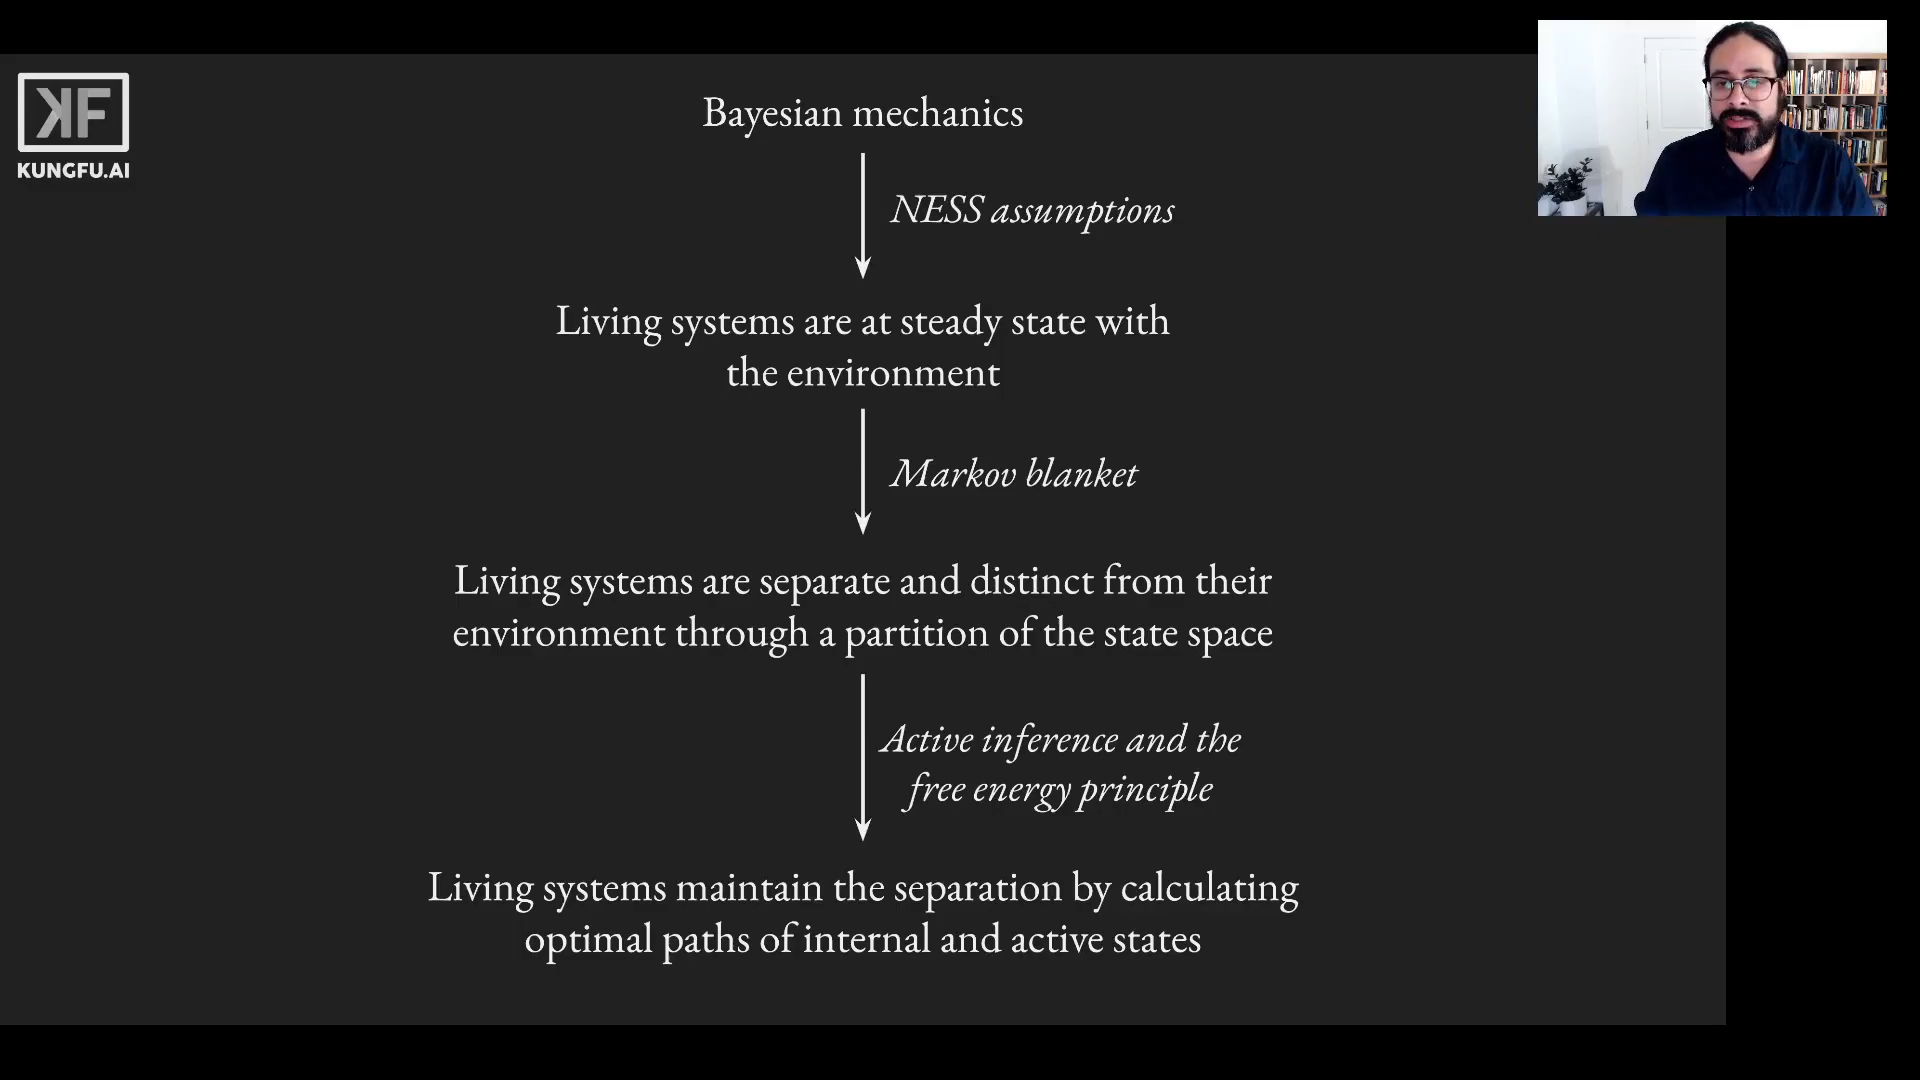 KF
KUNGFU.AI
Bayesian mechanics
NESS assumptions
Living systems are at steady state with
the environment
Markov blanket
Living systems are separate and distinct from their
environment through a partition of the state space
Active inference and the
free energy principle
Living systems maintain the separation by calculating
optimal paths of internal and active states